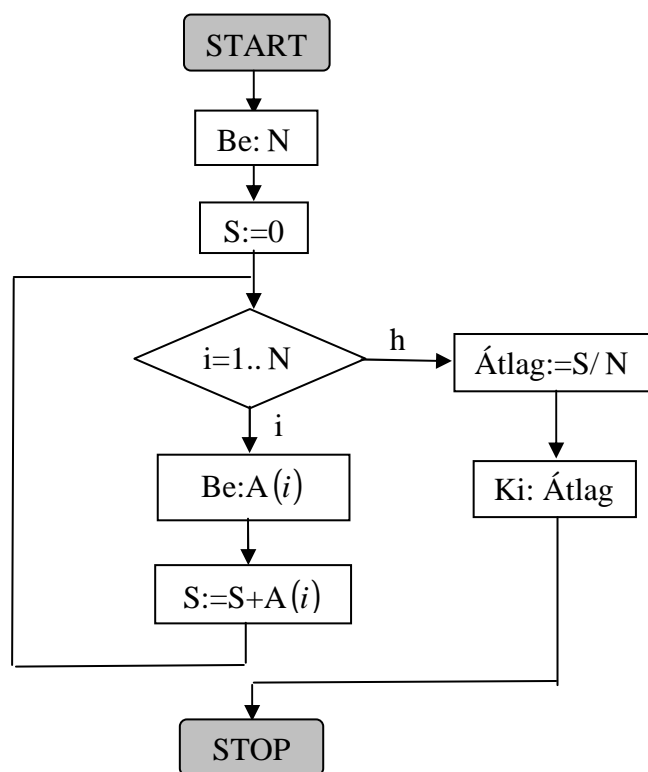 START
Be: N
S:=0
i=1.. N
h
Átlag:=S/ N
i
Be:A(i)
Ki: Átlag
S:=S+A(i)
STOP